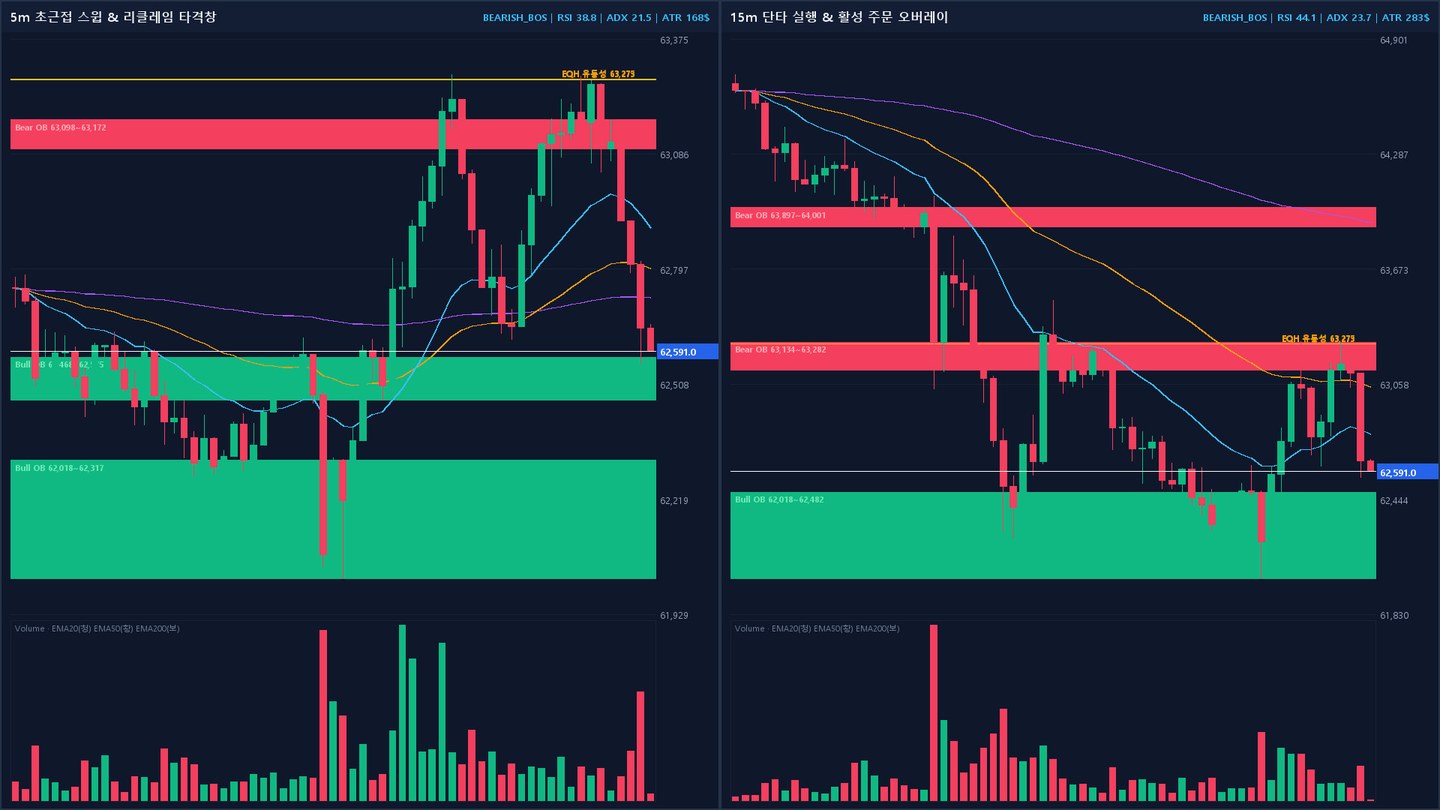 5m 초근접 스윕 & 리클레임 타격창
BEARISH_BOS | RSI 38.8 | ADX 21.5 | ATR 168$
63,375
EQH 유동성 63,273
Bear OB 63,098~63,172
63,086
62,797
62,591.0
Bull
62,508
Bull OB 62,018~62,317
62,219
61,929
Volume · EMA20(청) EMA50(황) EMA200(보)
15m 단타 실행 & 활성 주문 오버레이
BEARISH_BOS | RSI 44.1 | ADX 23.7 | ATR 283$
64,901
64,287
Bear OB 63,897~64,001
63,673
EQH 유동성 63,273
Bear OB 63,134~63,282
63,058
62,591.0
Bull OB 62,018~62,482
62,444
61,830
Volume · EMA20(청) EMA50(황) EMA200(보)